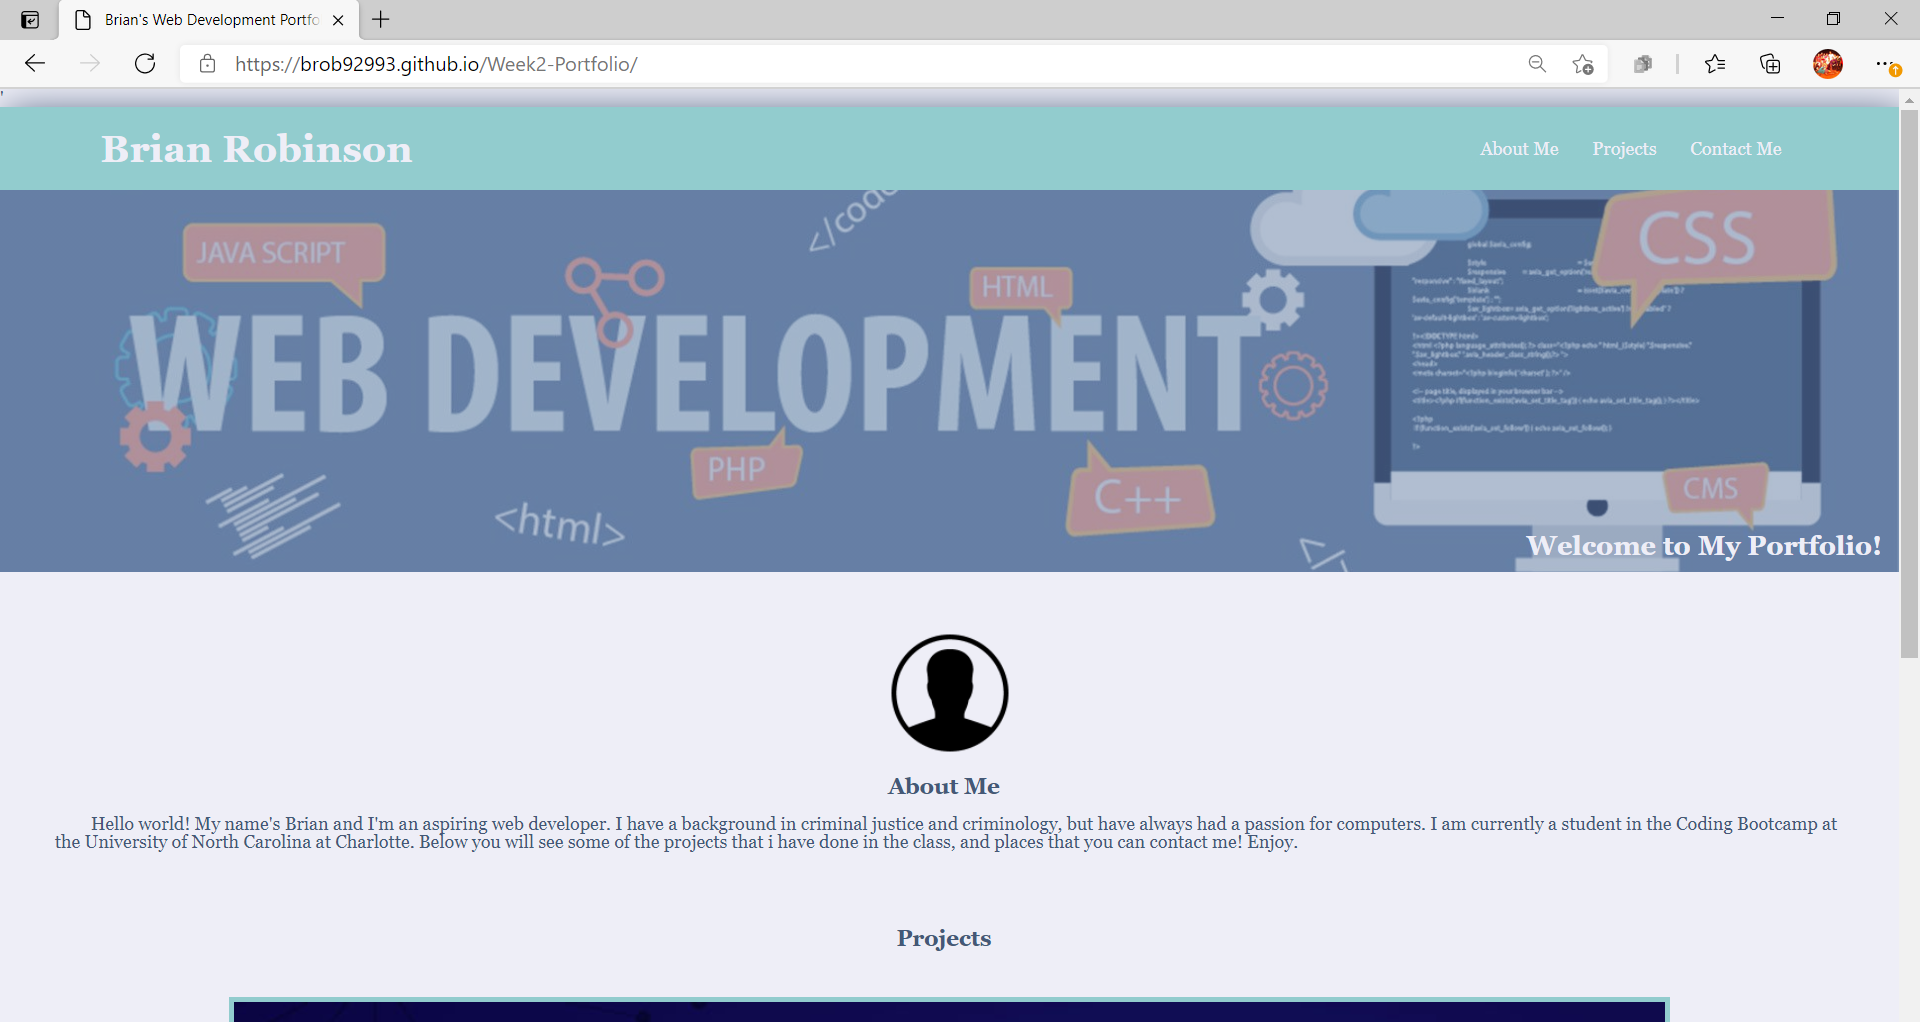 Brian's Web Development Portfo
https://brob92993.github.io/Week2-Portfolio/
'
Brian Robinson
About Me Projects Contact Me
</code
JAVA SCRIPT
CSS
HTML
WEB DEVELOPMENT
PHP
C++
CMS
<html>
Welcome to My Portfolio!
About Me
Hello world! My name's Brian and I'm an aspiring web developer. I have a background in criminal justice and criminology, but have always had a passion for computers. I am currently a student in the Coding Bootcamp at
the University of North Carolina at Charlotte. Below you will see some of the projects that i have done in the class, and places that you can contact me! Enjoy.
Projects